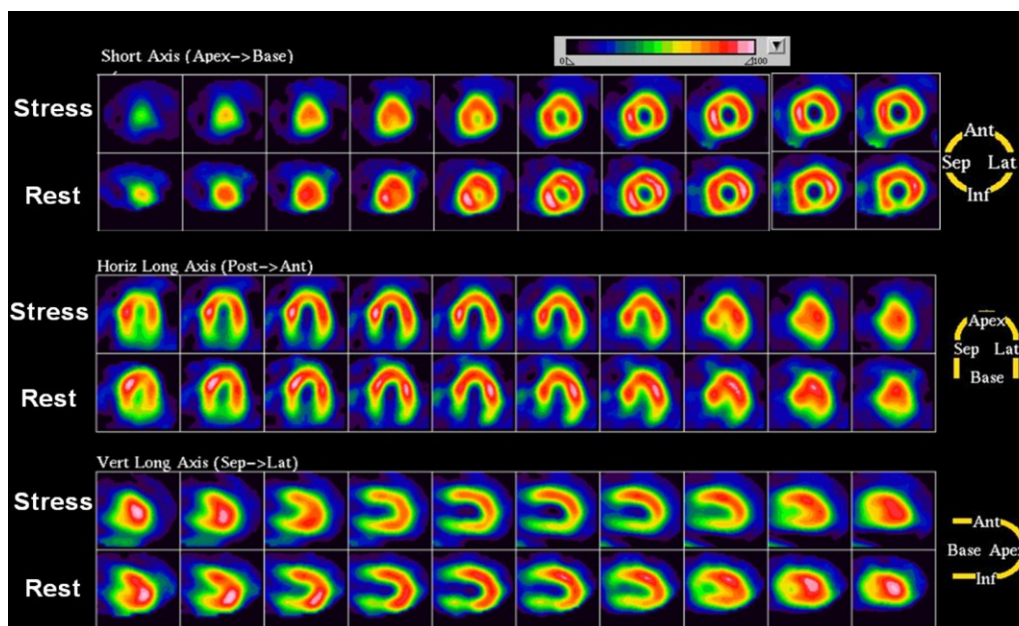 Short Axis (Apex->Base)
0 100
Stress
Rest
Ant
Sep Lat
Inf
Horiz Long Axis (Post->Ant)
Stress
Rest
Apex
Sep Lat
Base
Vert Long Axis (Sep->Lat)
Stress
Rest
Ant
Base Apex
Inf